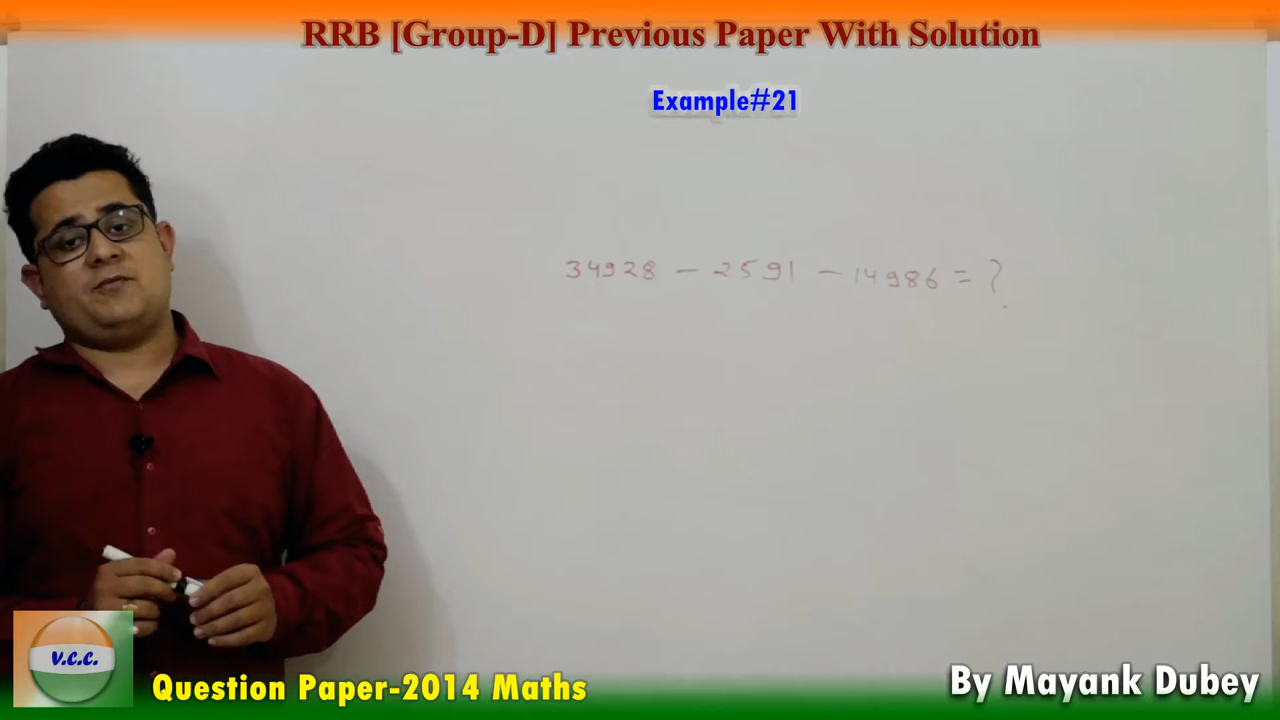 RRB [Group-D] Previous Paper With Solution
Example#21
34928 - 2591 - 14986 = ?
V.C.C.
Question Paper-2014 Maths
By Mayank Dubey